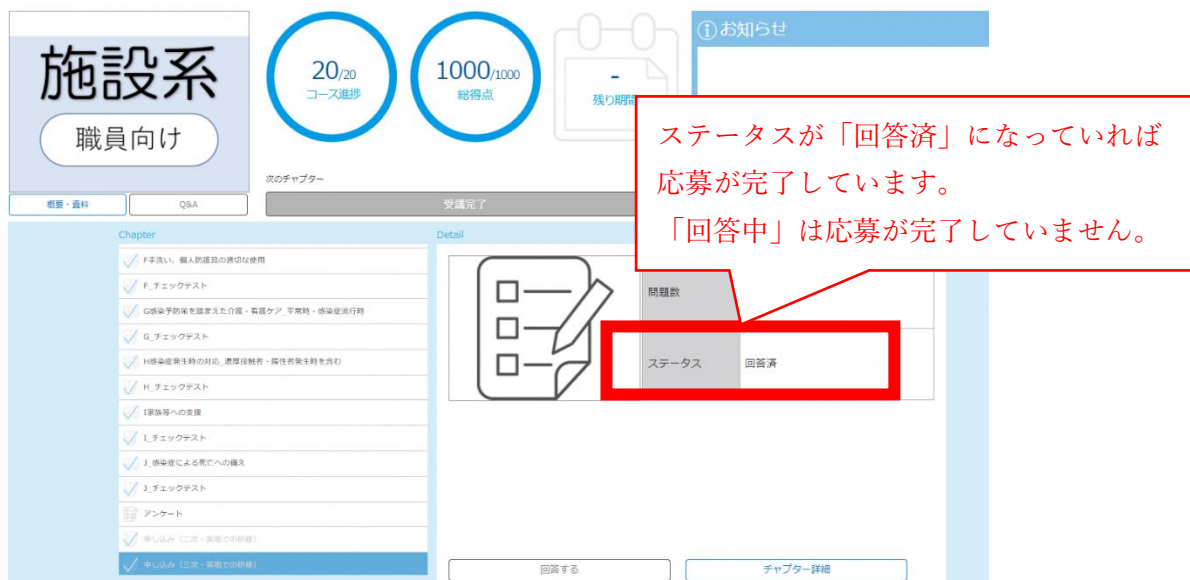 施設系
職員向け
20/20
コース進捗
1000/1000
総得点
-
残り期間
お知らせ
ステータスが「回答済」になっていれば
応募が完了しています。
「回答中」は応募が完了していません。
次のチャプター
概要・資料
Q&A
受講完了
Chapter
F手洗い、個人防護具の適切な使用
F_チェックテスト
G感染予防策を踏まえた介護・看護ケア_平常時・感染症流行時
G_チェックテスト
H感染症発生時の対応_濃厚接触者・陽性者発生時を含む
H_チェックテスト
I家族等への支援
I_チェックテスト
J_感染症による死亡への備え
J_チェックテスト
アンケート
申し込み（二次・実地での研修）
申し込み（三次・実地での研修）
Detail
問題数
ステータス
回答済
回答する
チャプター詳細